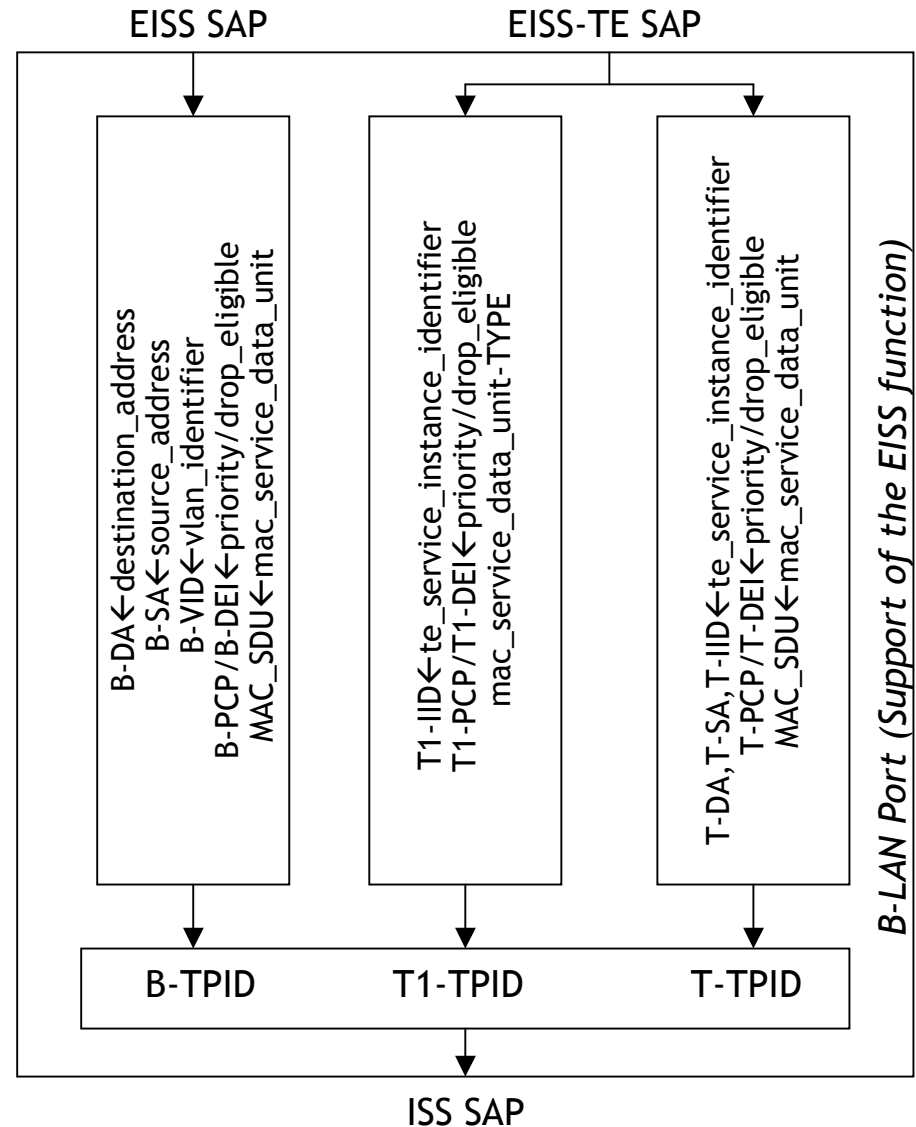 EISS SAP
EISS-TE SAP
B-DA←destination_address
B-SA←source_address
B-VID←vlan_identifier
B-PCP/B-DEI←priority/drop_eligible
MAC_SDU←mac_service_data_unit
T1-IID←te_service_instance_identifier
T1-PCP/T1-DEI←priority/drop_eligible
mac_service_data_unit-TYPE
T-DA,T-SA,T-IID←te_service_instance_identifier
T-PCP/T-DEI←priority/drop_eligible
MAC_SDU←mac_service_data_unit
B-LAN Port (Support of the EISS function)
B-TPID
T1-TPID
T-TPID
ISS SAP